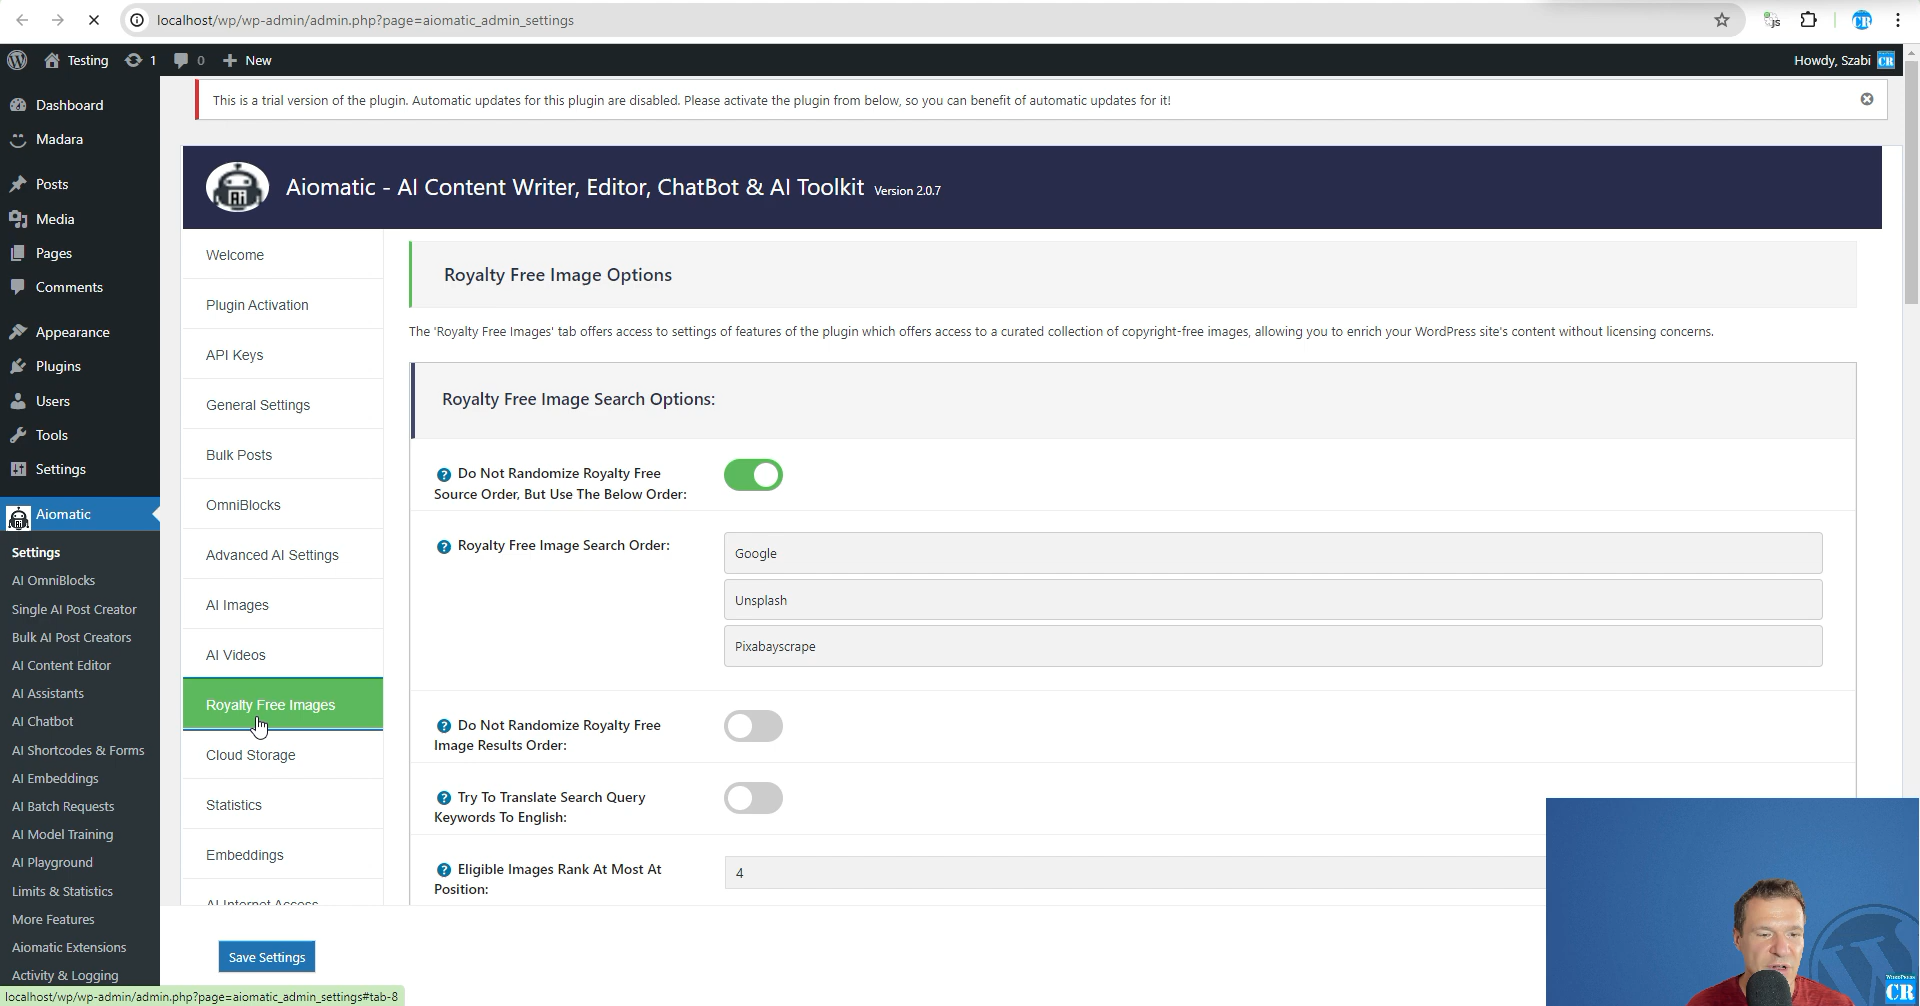 localhost/wp/wp-admin/admin.php?page=aiomatic_admin_settings
js
CR
Testing
1
0
New
Howdy, Szabi
CR
Dashboard
Madara
Posts
Media
Pages
Comments
Appearance
Plugins
Users
Tools
Settings
Aiomatic
Settings
AI OmniBlocks
Single AI Post Creator
Bulk AI Post Creators
AI Content Editor
AI Assistants
AI Chatbot
AI Shortcodes & Forms
AI Embeddings
AI Batch Requests
AI Model Training
AI Playground
Limits & Statistics
More Features
Aiomatic Extensions
Activity & Logging
This is a trial version of the plugin. Automatic updates for this plugin are disabled. Please activate the plugin from below, so you can benefit of automatic updates for it!
Ai
Aiomatic - AI Content Writer, Editor, ChatBot & AI Toolkit Version 2.0.7
Welcome
Plugin Activation
API Keys
General Settings
Bulk Posts
OmniBlocks
Advanced AI Settings
AI Images
AI Videos
Royalty Free Images
Cloud Storage
Statistics
Embeddings
AI Internet Access
Royalty Free Image Options
The 'Royalty Free Images' tab offers access to settings of features of the plugin which offers access to a curated collection of copyright-free images, allowing you to enrich your WordPress site's content without licensing concerns.
Royalty Free Image Search Options:
Do Not Randomize Royalty Free
Source Order, But Use The Below Order:
Royalty Free Image Search Order:
Google
Unsplash
Pixabayscrape
Do Not Randomize Royalty Free
Image Results Order:
Try To Translate Search Query
Keywords To English:
Eligible Images Rank At Most At
Position:
4
Save Settings
localhost/wp/wp-admin/admin.php?page=aiomatic_admin_settings#tab-8
WORDPRESS
CR